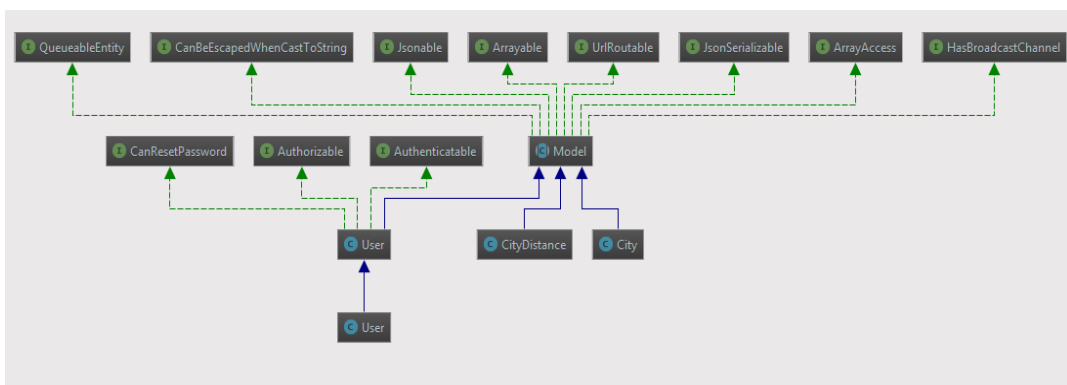 I QueueableEntity
I CanBeEscapedWhenCastToString
I Jsonable
I Arrayable
I UrlRoutable
I JsonSerializable
I ArrayAccess
I HasBroadcastChannel
I CanResetPassword
I Authorizable
I Authenticatable
C Model
C User
C CityDistance
C City
C User